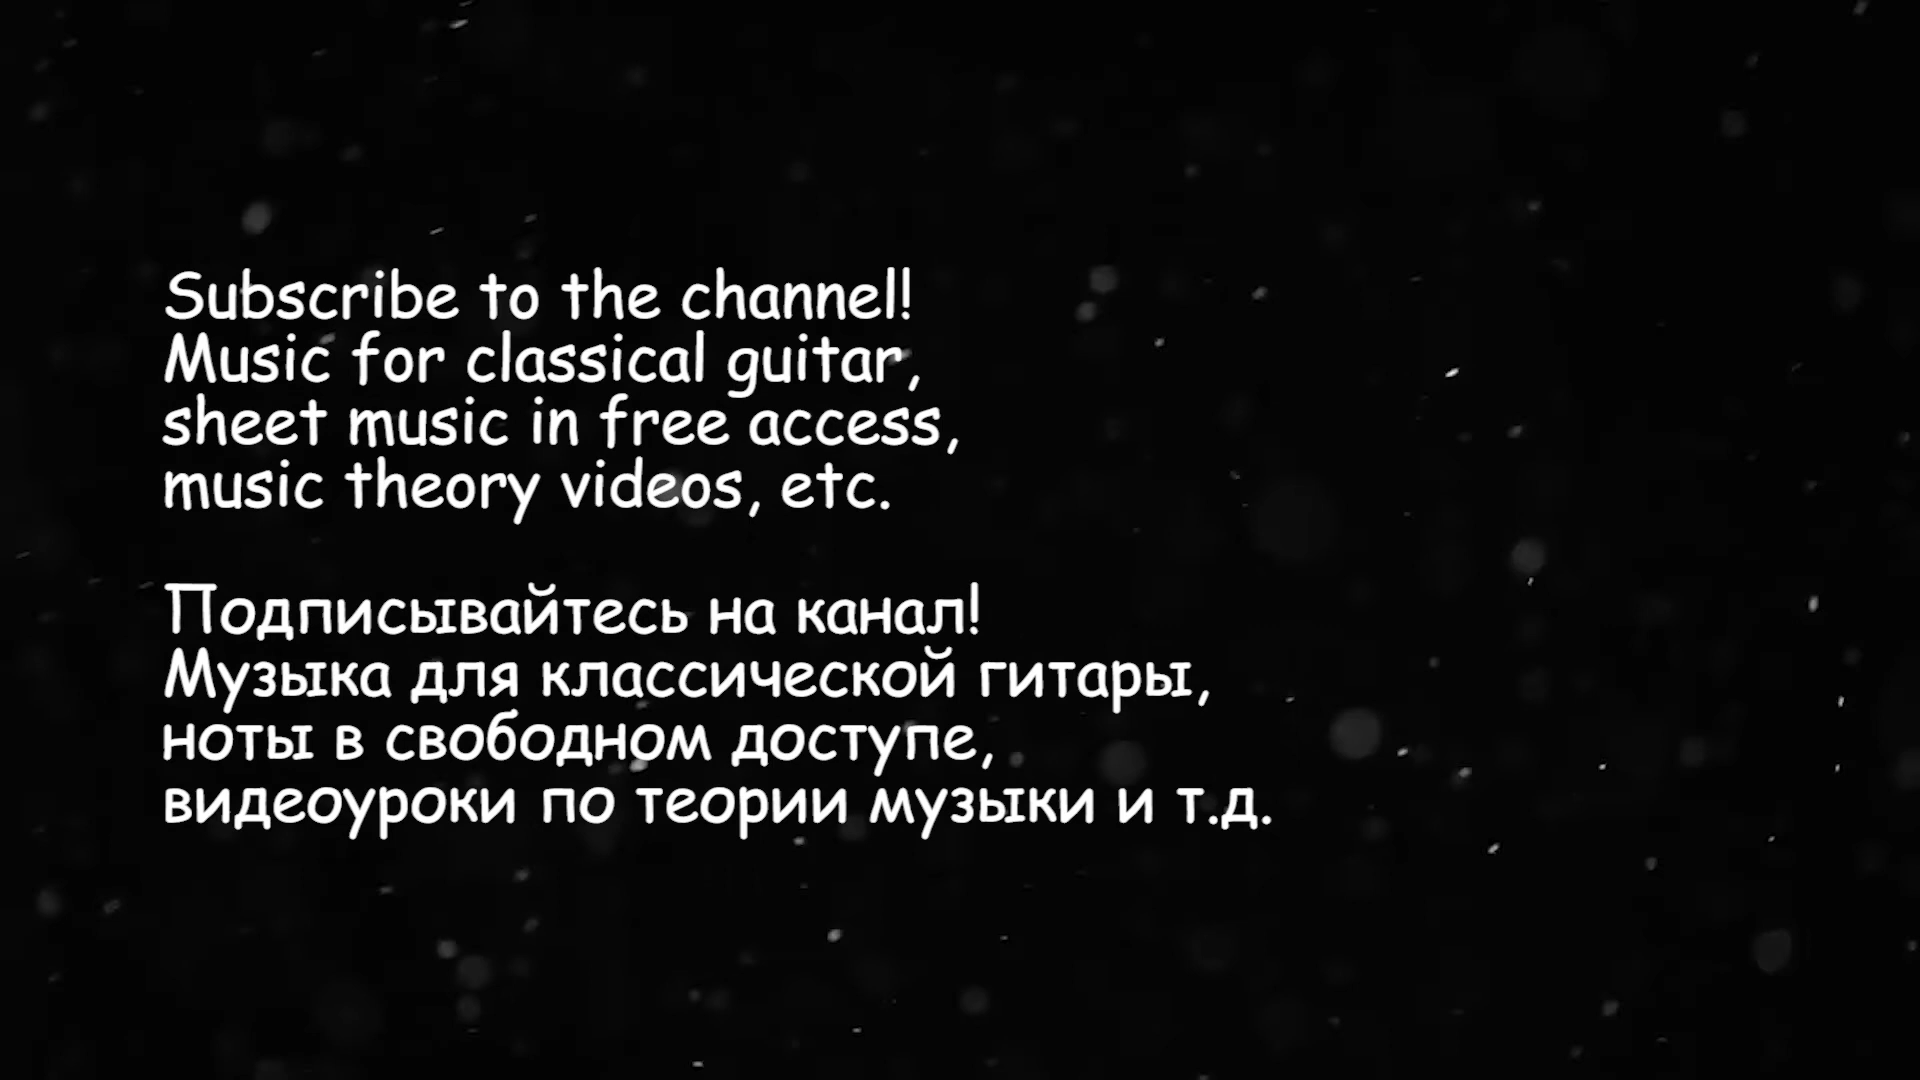 Subscribe to the channel!
Music for classical guitar,
sheet music in free access,
music theory videos, etc.
Подписывайтесь на канал!
Музыка для классической гитары,
ноты в свободном доступе,
видеоуроки по теории музыки и т.д.